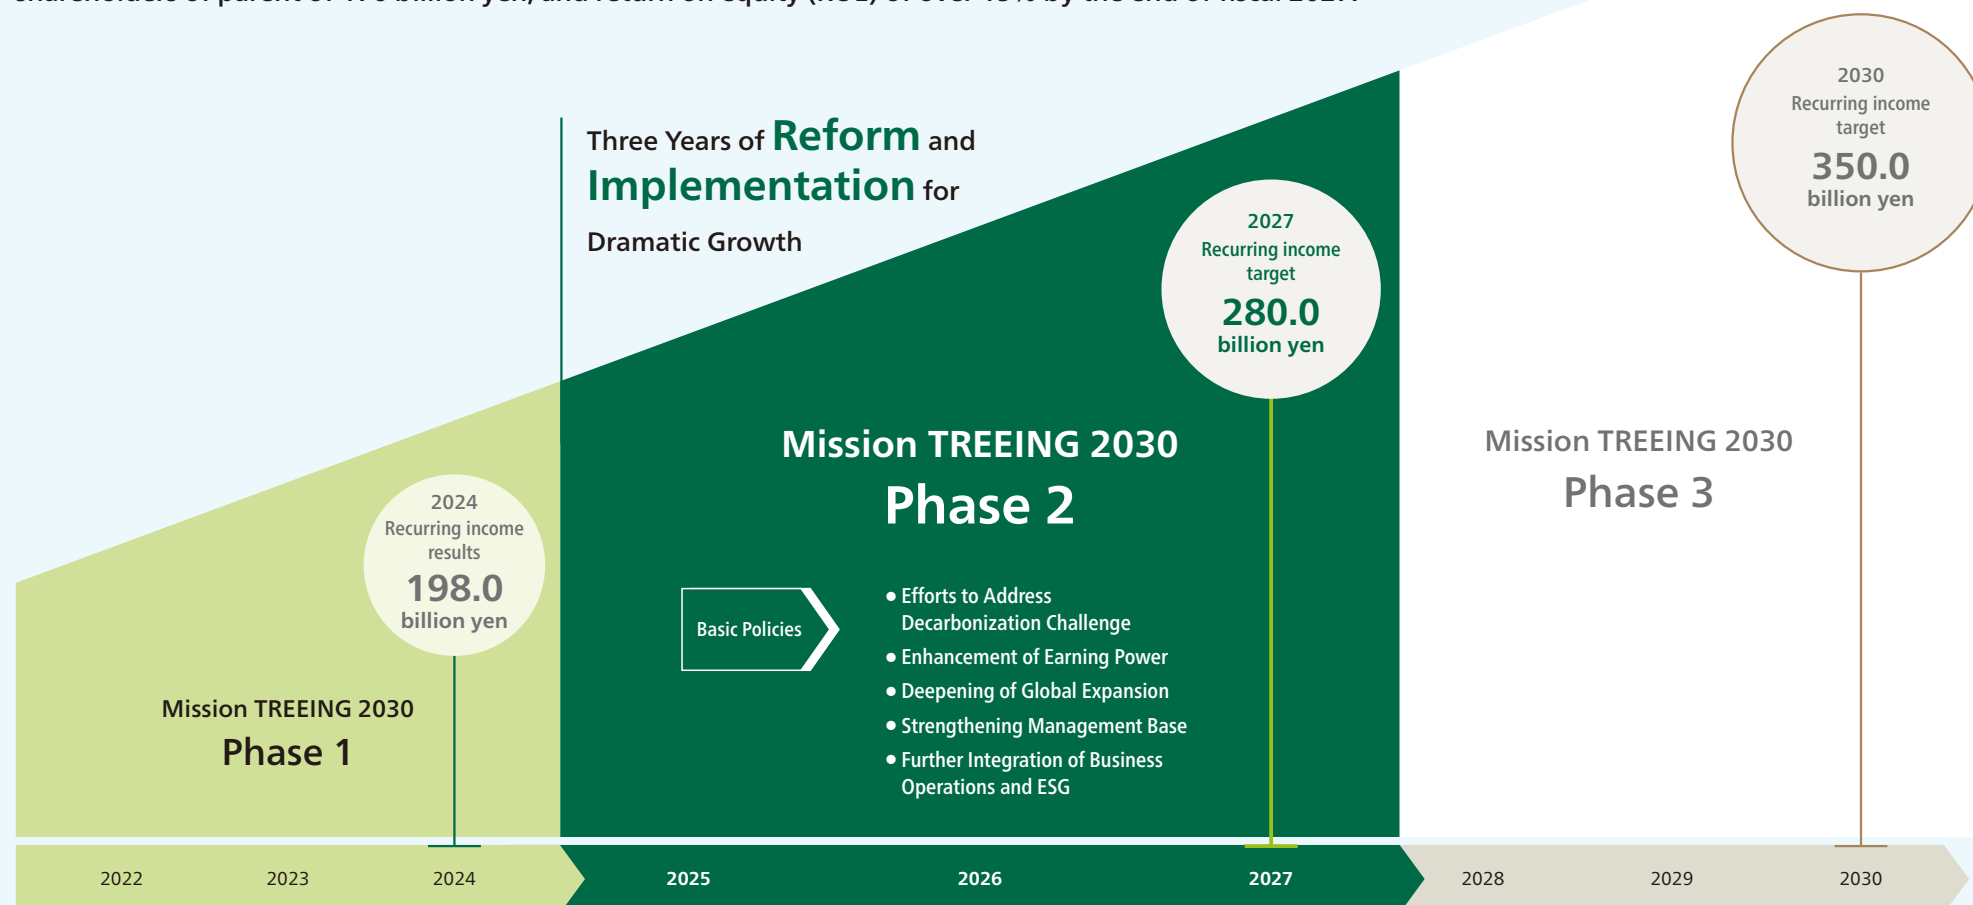 2030
Recurring income
target
350.0
billion yen
Three Years of Reform and
Implementation for
Dramatic Growth
2027
Recurring income
target
280.0
billion yen
Mission TREEING 2030
Phase 2
Mission TREEING 2030
Phase 3
2024
Recurring income
results
198.0
billion yen
Basic Policies
● Efforts to Address
Decarbonization Challenge
● Enhancement of Earning Power
● Deepening of Global Expansion
● Strengthening Management Base
● Further Integration of Business
Operations and ESG
Mission TREEING 2030
Phase 1
2022 2023 2024 2025 2026 2027 2028 2029 2030